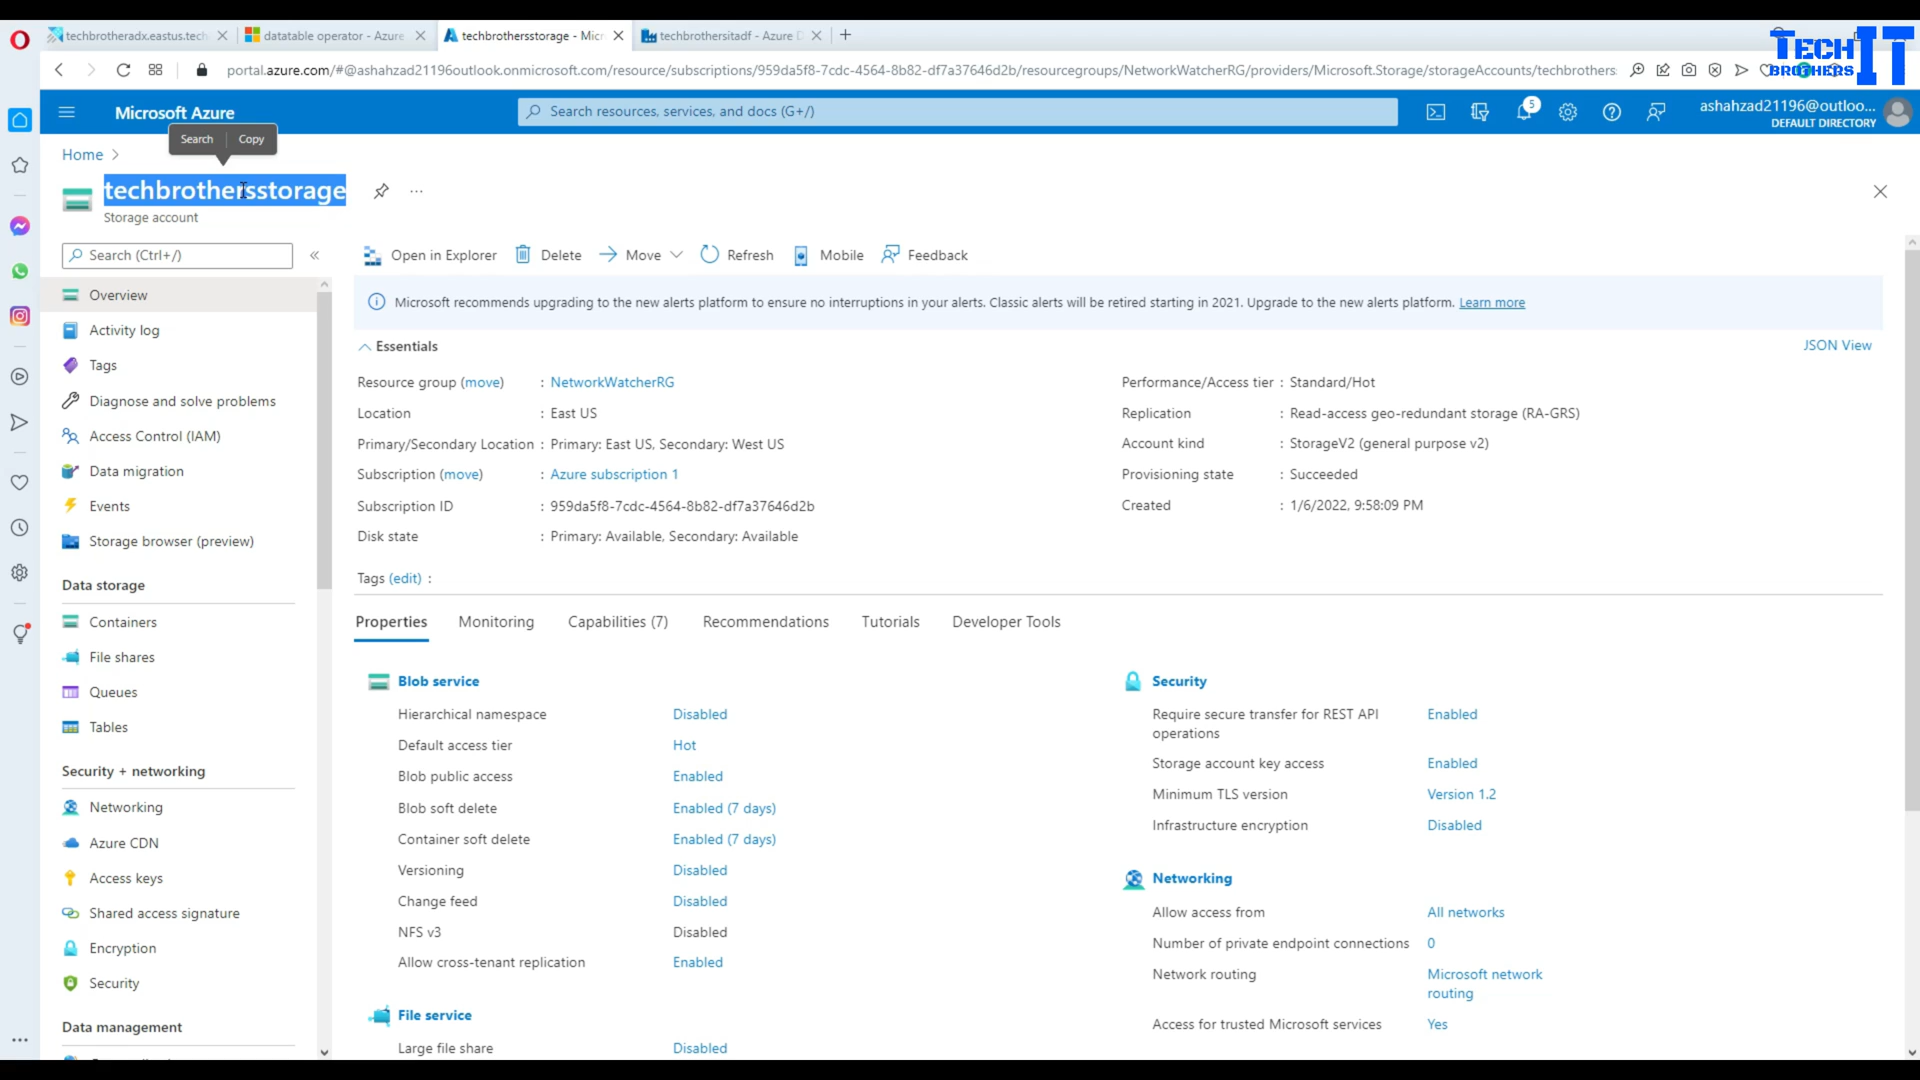 techbrotheradx.eastus.tech
datatable operator - Azure
techbrothersstorage - Micr
techbrothersitadf - Azure D
TECH IT
BROTHERS
portal.azure.com/#@ashahzad21196outlook.onmicrosoft.com/resource/subscriptions/959da5f8-7cdc-4564-8b82-df7a37646d2b/resourcegroups/NetworkWatcherRG/providers/Microsoft.Storage/storageAccounts/techbrothers:
Microsoft Azure
Search resources, services, and docs (G+/)
5
ashahzad21196@outloo...
DEFAULT DIRECTORY
Search Copy
Home >
techbrothersstorage
...
Storage account
Search (Ctrl+/)
«
Open in Explorer
Delete
Move
Refresh
Mobile
Feedback
Microsoft recommends upgrading to the new alerts platform to ensure no interruptions in your alerts. Classic alerts will be retired starting in 2021. Upgrade to the new alerts platform. Learn more
Overview
Activity log
Tags
Diagnose and solve problems
Access Control (IAM)
Data migration
Events
Storage browser (preview)
Data storage
Containers
File shares
Queues
Tables
Security + networking
Networking
Azure CDN
Access keys
Shared access signature
Encryption
Security
Data management
Essentials
JSON View
Resource group (move) : NetworkWatcherRG
Location : East US
Primary/Secondary Location : Primary: East US, Secondary: West US
Subscription (move) : Azure subscription 1
Subscription ID : 959da5f8-7cdc-4564-8b82-df7a37646d2b
Disk state : Primary: Available, Secondary: Available
Performance/Access tier : Standard/Hot
Replication : Read-access geo-redundant storage (RA-GRS)
Account kind : StorageV2 (general purpose v2)
Provisioning state : Succeeded
Created : 1/6/2022, 9:58:09 PM
Tags (edit) :
Properties Monitoring Capabilities (7) Recommendations Tutorials Developer Tools
Blob service
Hierarchical namespace Disabled
Default access tier Hot
Blob public access Enabled
Blob soft delete Enabled (7 days)
Container soft delete Enabled (7 days)
Versioning Disabled
Change feed Disabled
NFS v3 Disabled
Allow cross-tenant replication Enabled
File service
Large file share Disabled
Security
Require secure transfer for REST API Enabled
operations
Storage account key access Enabled
Minimum TLS version Version 1.2
Infrastructure encryption Disabled
Networking
Allow access from All networks
Number of private endpoint connections 0
Network routing Microsoft network
routing
Access for trusted Microsoft services Yes